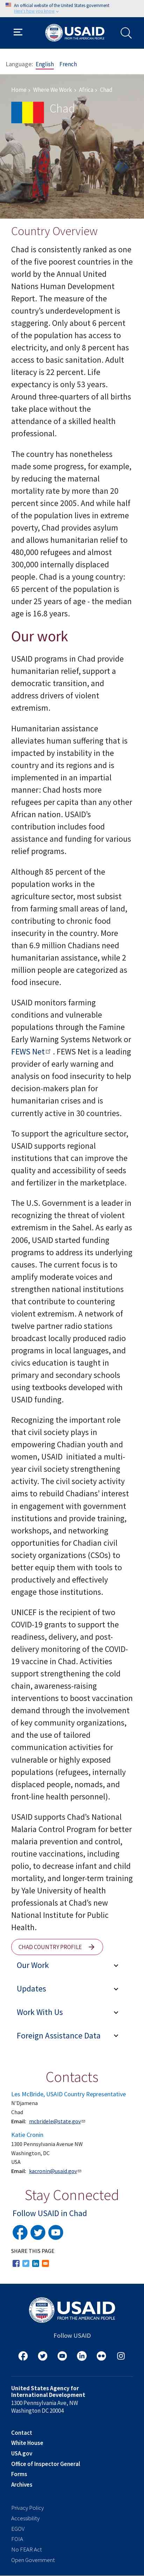 An official website of the United States government
Here's how you know
USAID
FROM THE AMERICAN PEOPLE
Language: English French
Home » Where We Work » Africa » Chad
Chad
Country Overview
Chad is consistently ranked as one
of the five poorest countries in the
world by the annual United
Nations Human Development
Report. The measure of the
country's underdevelopment is
staggering. Only about 6 percent
of the population has access to
electricity, and only 8 percent has
access to basic sanitation. Adult
literacy is 22 percent. Life
expectancy is only 53 years.
Around three-quarters of all births
take place without the
attendance of a skilled health
professional.
The country has nonetheless
made some progress, for example,
by reducing the maternal
mortality rate by more than 20
percent since 2005. And while half
of the population lives in extreme
poverty, Chad provides asylum
and allows humanitarian relief to
480,000 refugees and almost
300,000 internally displaced
people. Chad is a young country:
65 percent of the population is
under 25 years of age - the median
age is 16.8 years.
Our work
USAID programs in Chad provide
humanitarian relief, support a
democratic transition, and
address drivers of violent
extremism.
Humanitarian assistance
alleviates human suffering that is
impacted by instability in the
country and its regions and is
implemented in an impartial
manner: Chad hosts more
refugees per capita than any other
African nation. USAID's
contribution includes food
assistance and funding for various
relief programs.
Although 85 percent of the
population works in the
agriculture sector, most subsist
from farming small areas of land,
contributing to chronic food
insecurity in the country. More
than 6.9 million Chadians need
humanitarian assistance, while 2
million people are categorized as
food insecure.
USAID monitors farming
conditions and vulnerable
populations through the Famine
Early Warning Systems Network or
FEWS Net . FEWS Net is a leading
provider of early warning and
analysis on food insecurity to help
decision-makers plan for
humanitarian crises and is
currently active in 30 countries.
To support the agriculture sector,
USAID supports regional
institutions that can improve the
quality and accessibility of seeds
and fertilizer in the marketplace.
The U.S. Government is a leader in
recognizing the threat of violent
extremism in the Sahel. As early as
2006, USAID started funding
programs to address its underlying
causes. The current focus is to
amplify moderate voices and
strengthen national institutions
that contribute to countering
violent extremism. A network of
twelve partner radio stations
broadcast locally produced radio
programs in local languages, and
civics education is taught in
primary and secondary schools
using textbooks developed with
USAID funding.
Recognizing the important role
that civil society plays in
empowering Chadian youth and
women, USAID initiated a multi-
year civil society strengthening
activity. The civil society activity
aims to rebuild Chadians' interest
in engagement with government
institutions and provide training,
workshops, and networking
opportunities for Chadian civil
society organizations (CSOs) to
better equip them to work
productively and effectively
engage those institutions.
UNICEF is the recipient of two
COVID-19 grants to support the
readiness, delivery, and post-
delivery monitoring of the COVID-
19 vaccine in Chad. Activities
support strengthening the cold
chain, awareness-raising
interventions to boost vaccination
demand through the involvement
of key community organizations,
and the use of tailored
communication activities for
vulnerable or highly exposed
populations (refugees, internally
displaced people, nomads, and
front-line health personnel).
USAID supports Chad's National
Malaria Control Program for better
malaria prevention and control,
routine vaccinations, including
plans to develop a microplan to
reduce child and infant mortality,
and longer-term training by Yale
University of health professionals
at Chad's new National Institute
for Public Health.
CHAD COUNTRY PROFILE
Our Work
Updates
Work With Us
Foreign Assistance Data
Contacts
Les McBride, USAID Country Representative
N'Djamena
Chad
Email: mcbridele@state.gov
Katie Cronin
1300 Pennsylvania Avenue NW
Washington, DC
USA
Email: kacronin@usaid.gov
Stay Connected
Follow USAID in Chad
SHARE THIS PAGE
USAID
FROM THE AMERICAN PEOPLE
Follow USAID
United States Agency for
International Development
1300 Pennsylvania Ave, NW
Washington DC 20004
Contact
White House
USA.gov
Office of Inspector General
Forms
Archives
Privacy Policy
Accessibility
EGOV
FOIA
No FEAR Act
Open Government